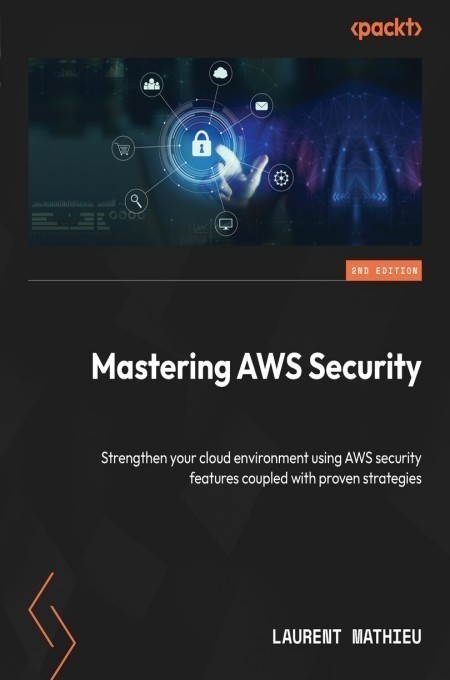 <packt>
2ND EDITION
Mastering AWS Security
Strengthen your cloud environment using AWS security
features coupled with proven strategies
LAURENT MATHIEU